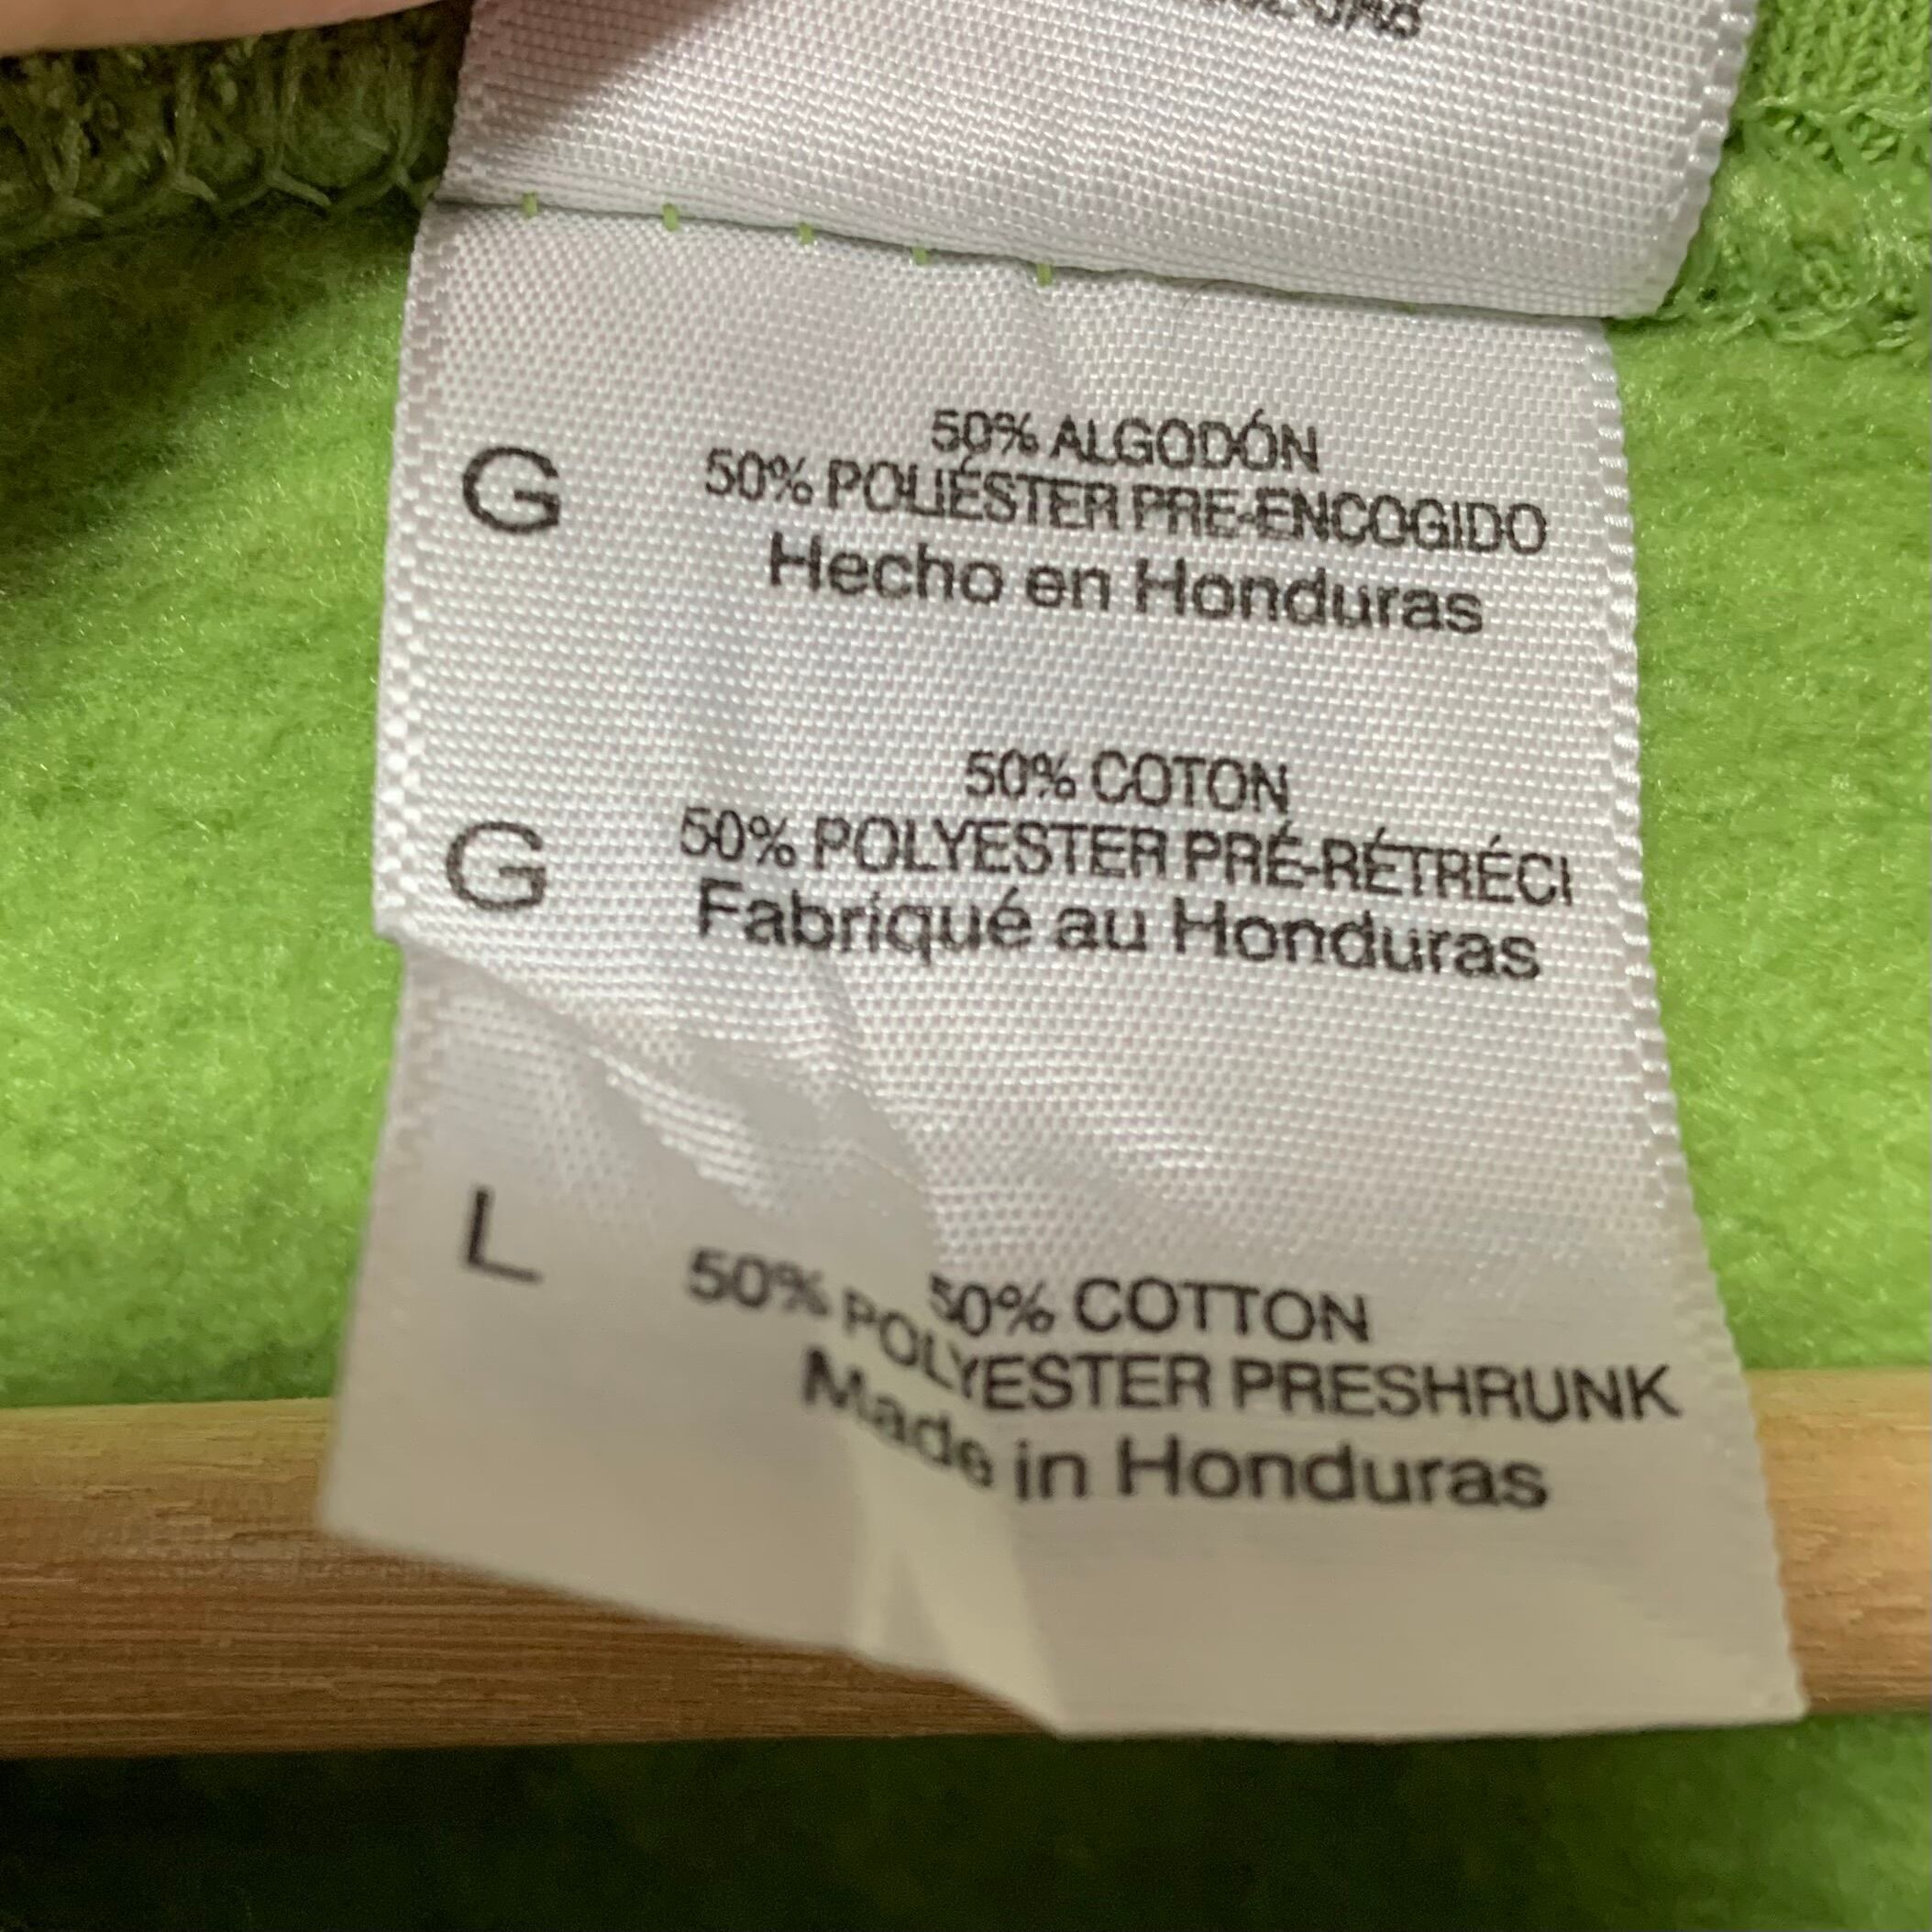 G
50% ALGODÓN
50% POLIÉSTER PRE-ENCOGIDO
Hecho en Honduras
G
50% COTON
50% POLYESTER PRÉ-RÉTRÉCI
Fabriqué au Honduras
L
50% COTTON
50% POLYESTER PRESHRUNK
Made in Honduras